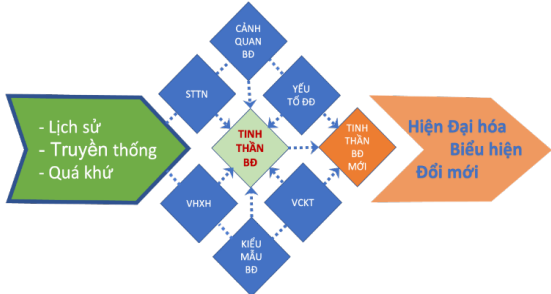 - Lịch sử
- Truyền thống
- Quá khứ
CẢNH
QUAN
BĐ
STTN
YẾU
TỐ ĐĐ
TINH
THẦN
BĐ
TINH
THẦN
BĐ
MỚI
VHXH
VCKT
KIỂU
MẪU
BĐ
Hiện Đại hóa
Biểu hiện
Đổi mới